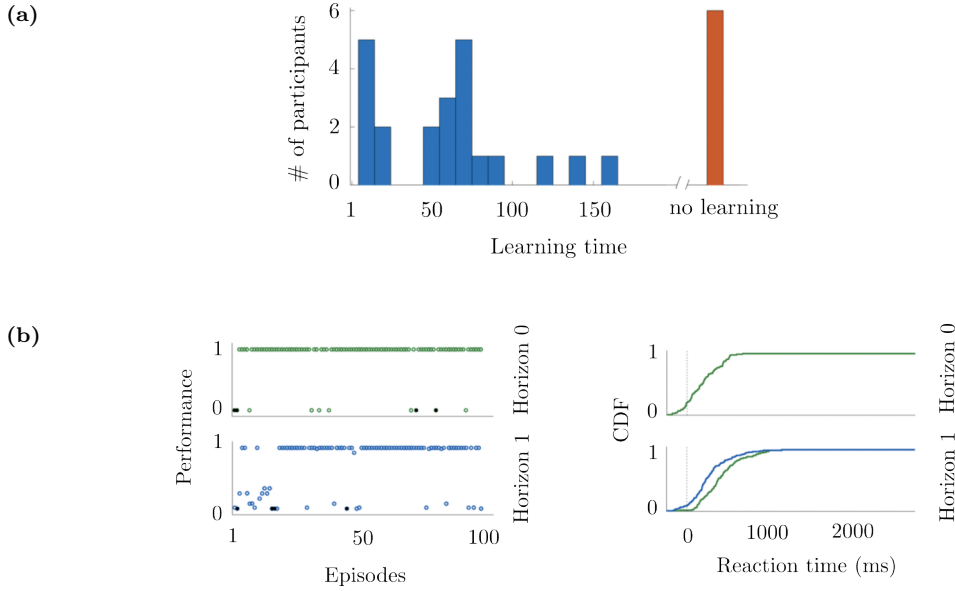 (a)
# of participants
6
4
2
0
1 50 100 150 no learning
Learning time
(b)
Performance
1
0
Horizon 0
1
0
Horizon 1
1 50 100
Episodes
CDF
1
0
Horizon 0
1
0
Horizon 1
0 1000 2000
Reaction time (ms)